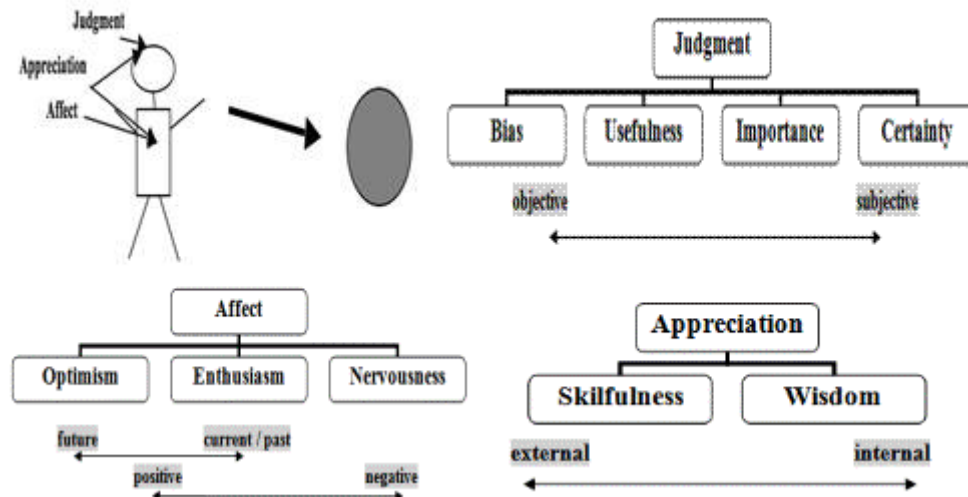 Judgment
Appreciation
Affect
Judgment
Bias Usefulness Importance Certainty
objective subjective
Affect
Optimism Enthusiasm Nervousness
future current / past
positive negative
Appreciation
Skilfulness Wisdom
external internal